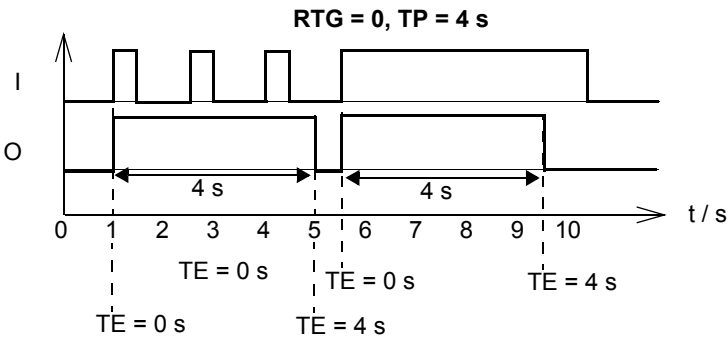 RTG = 0, TP = 4 s
I
O
4 s
4 s
t / s
0 1 2 3 4 5 6 7 8 9 10
TE = 0 s
TE = 0 s
TE = 4 s
TE = 0 s
TE = 4 s